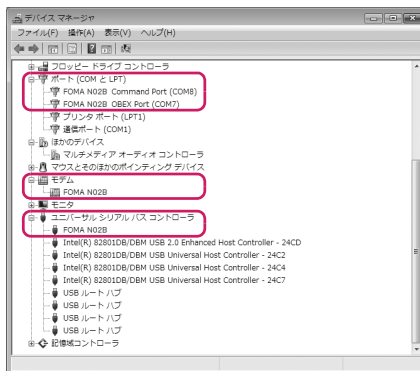 デバイス マネージャ
ファイル(F) 操作(A) 表示(V) ヘルプ(H)
フロッピー ドライブ コントローラ
ポート (COM と LPT)
FOMA N02B Command Port (COM8)
FOMA N02B OBEX Port (COM7)
プリンタ ポート (LPT1)
通信ポート (COM1)
ほかのデバイス
マルチメディア オーディオ コントローラ
マウスとそのほかのポインティング デバイス
モデム
FOMA N02B
モニタ
ユニバーサル シリアル バス コントローラ
FOMA N02B
Intel(R) 82801DB/DBM USB 2.0 Enhanced Host Controller - 24CD
Intel(R) 82801DB/DBM USB Universal Host Controller - 24C2
Intel(R) 82801DB/DBM USB Universal Host Controller - 24C4
Intel(R) 82801DB/DBM USB Universal Host Controller - 24C7
USB ルート ハブ
USB ルート ハブ
USB ルート ハブ
USB ルート ハブ
記憶域コントローラ